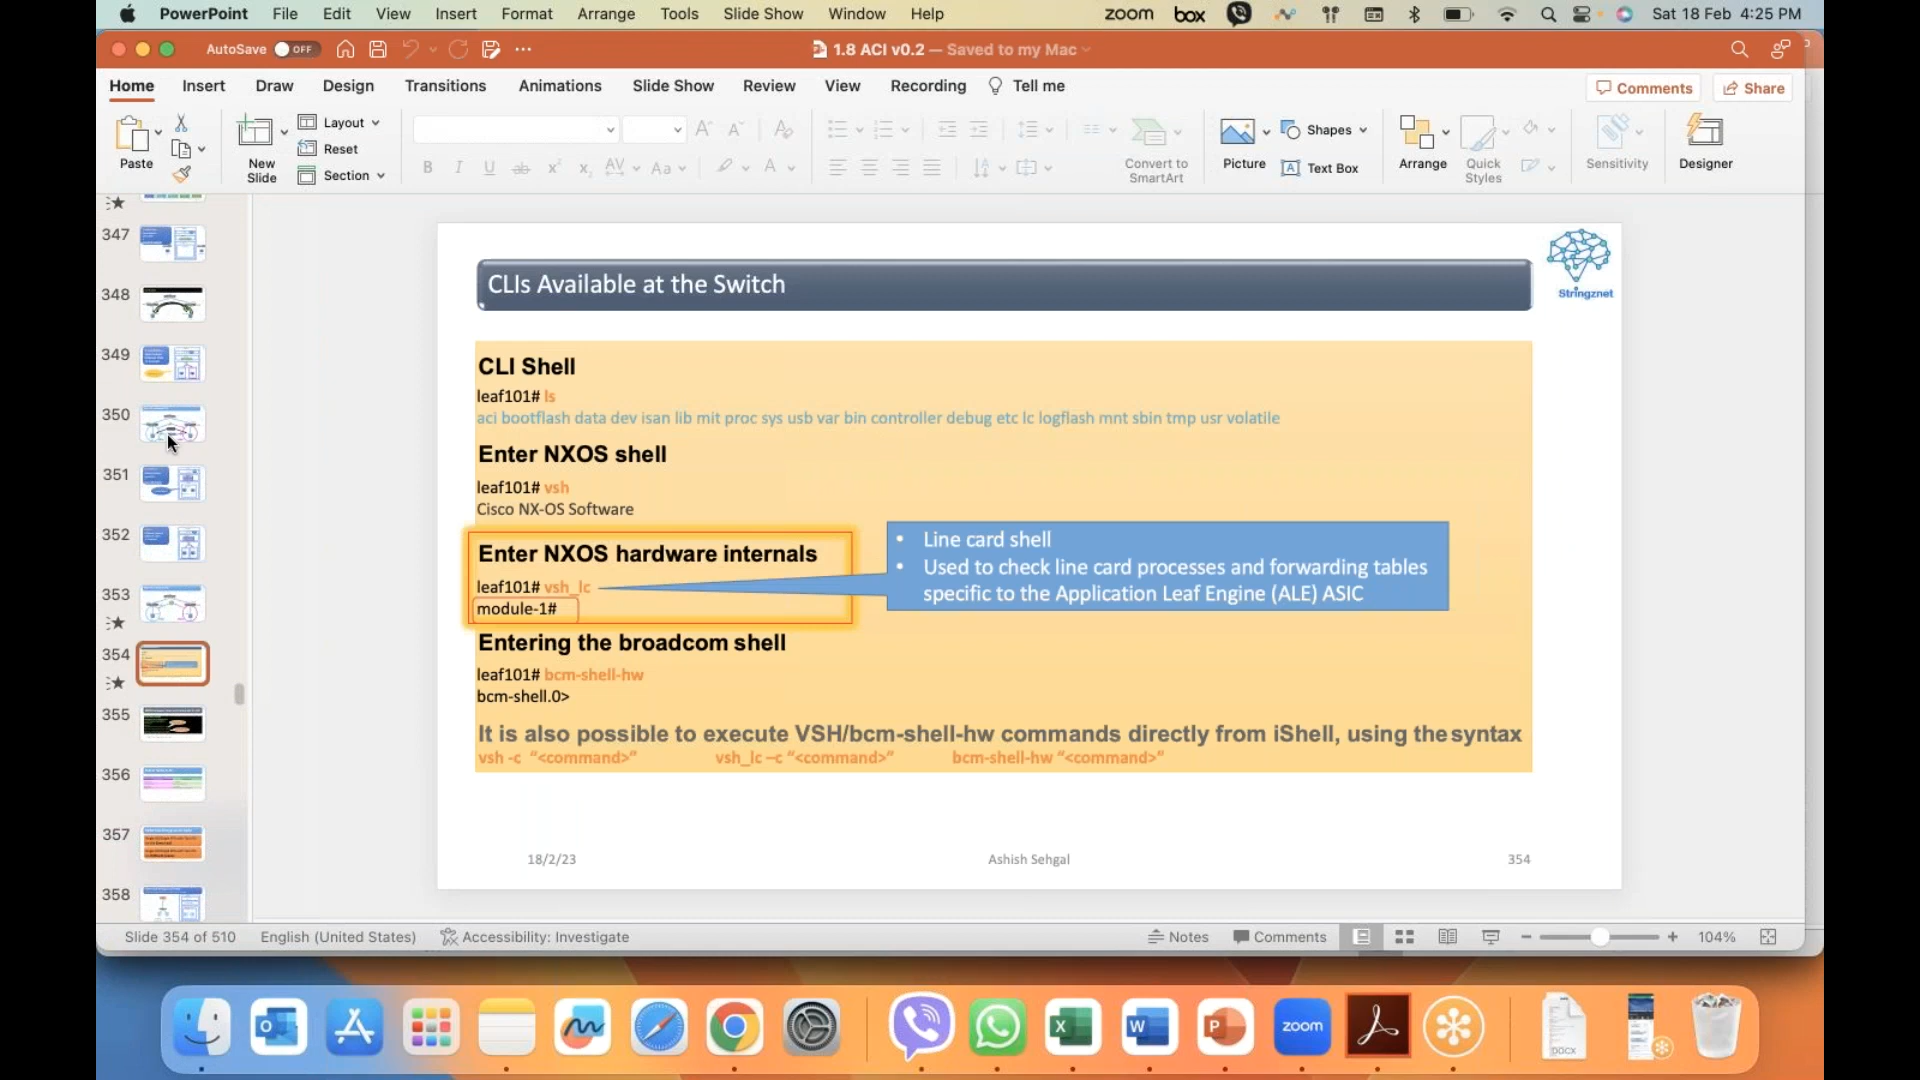 PowerPoint File Edit View Insert Format Arrange Tools Slide Show Window Help zoom box Sat 18 Feb 4:25 PM
AutoSave OFF 1.8 ACI v0.2 — Saved to my Mac
Home Insert Draw Design Transitions Animations Slide Show Review View Recording Tell me Comments Share
Paste New Slide Layout Reset Section
B I U ab x² x₂ AV Aa A
Convert to SmartArt Picture Shapes Text Box Arrange Quick Styles Sensitivity Designer
347
348
349
350
351
352
353
354
355
356
357
358
CLIs Available at the Switch
Stringznet
CLI Shell
leaf101# ls
aci bootflash data dev isan lib mit proc sys usb var bin controller debug etc lc logflash mnt sbin tmp usr volatile
Enter NXOS shell
leaf101# vsh
Cisco NX-OS Software
Enter NXOS hardware internals
leaf101# vsh_lc
module-1#
• Line card shell
• Used to check line card processes and forwarding tables
specific to the Application Leaf Engine (ALE) ASIC
Entering the broadcom shell
leaf101# bcm-shell-hw
bcm-shell.0>
It is also possible to execute VSH/bcm-shell-hw commands directly from iShell, using the syntax
vsh -c “<command>” vsh_lc –c “<command>” bcm-shell-hw “<command>”
18/2/23 Ashish Sehgal 354
Slide 354 of 510 English (United States) Accessibility: Investigate Notes Comments 104%
zoom
DOCX